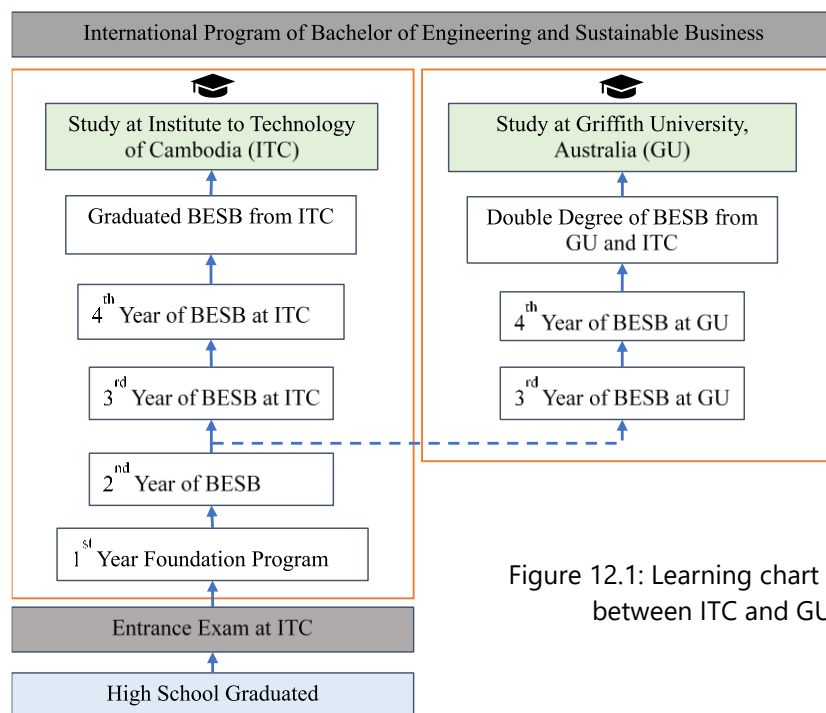 International Program of Bachelor of Engineering and Sustainable Business
Study at Institute to Technology
of Cambodia (ITC)
Graduated BESB from ITC
4th Year of BESB at ITC
3rd Year of BESB at ITC
2nd Year of BESB
1st Year Foundation Program
Entrance Exam at ITC
High School Graduated
Study at Griffith University,
Australia (GU)
Double Degree of BESB from
GU and ITC
4th Year of BESB at GU
3rd Year of BESB at GU
Figure 12.1: Learning chart
between ITC and GU